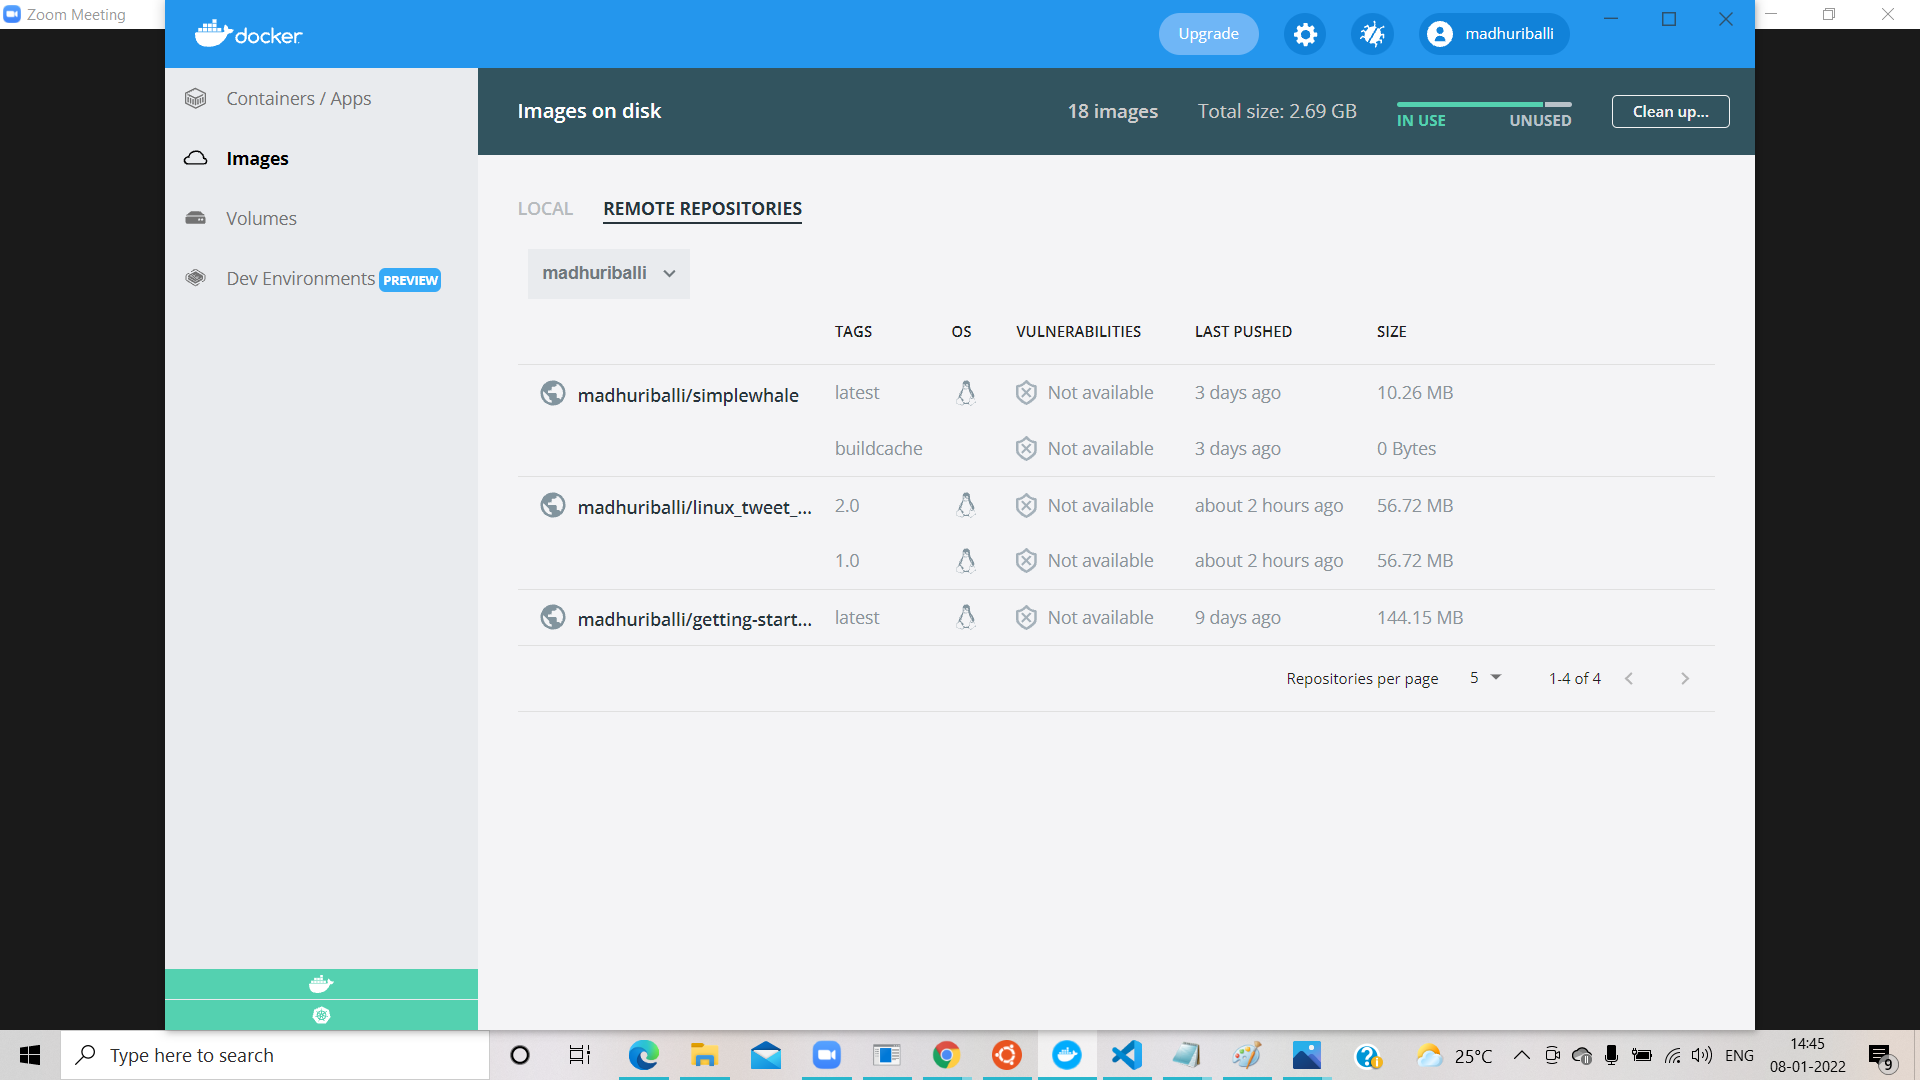 Zoom Meeting
docker
Upgrade
madhuriballi
Containers / Apps
Images
Volumes
Dev Environments PREVIEW
Images on disk
18 images
Total size: 2.69 GB
IN USE
UNUSED
Clean up...
LOCAL
REMOTE REPOSITORIES
madhuriballi
TAGS OS VULNERABILITIES LAST PUSHED SIZE
madhuriballi/simplewhale latest Not available 3 days ago 10.26 MB
buildcache Not available 3 days ago 0 Bytes
madhuriballi/linux_tweet_... 2.0 Not available about 2 hours ago 56.72 MB
1.0 Not available about 2 hours ago 56.72 MB
madhuriballi/getting-start... latest Not available 9 days ago 144.15 MB
Repositories per page 5 1-4 of 4
Type here to search
25°C
ENG
14:45
08-01-2022
9